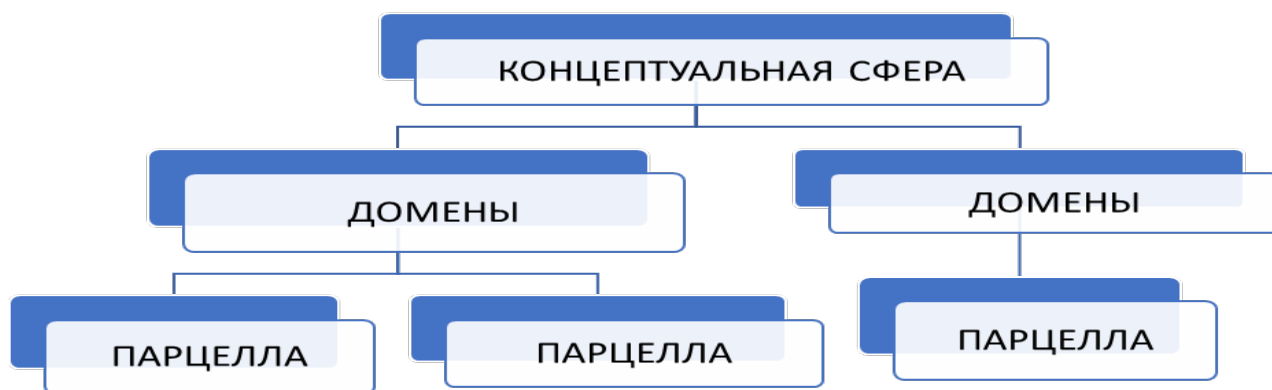 КОНЦЕПТУАЛЬНАЯ СФЕРА
ДОМЕНЫ
ДОМЕНЫ
ПАРЦЕЛЛА
ПАРЦЕЛЛА
ПАРЦЕЛЛА